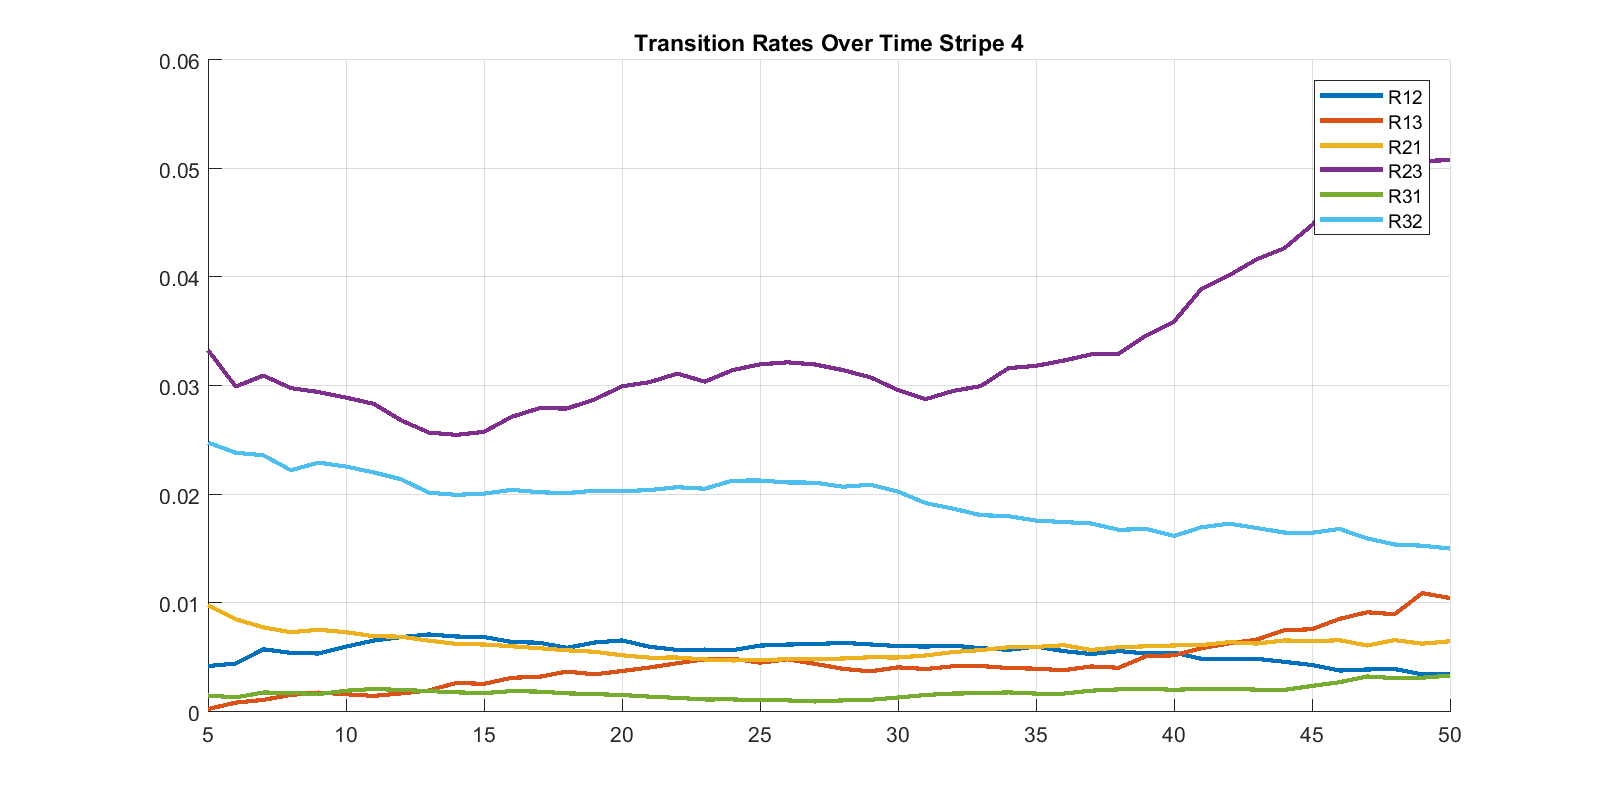 Transition Rates Over Time Stripe 4
0.06
0.05
0.04
0.03
0.02
0.01
0
5 10 15 20 25 30 35 40 45 50
R12
R13
R21
R23
R31
R32